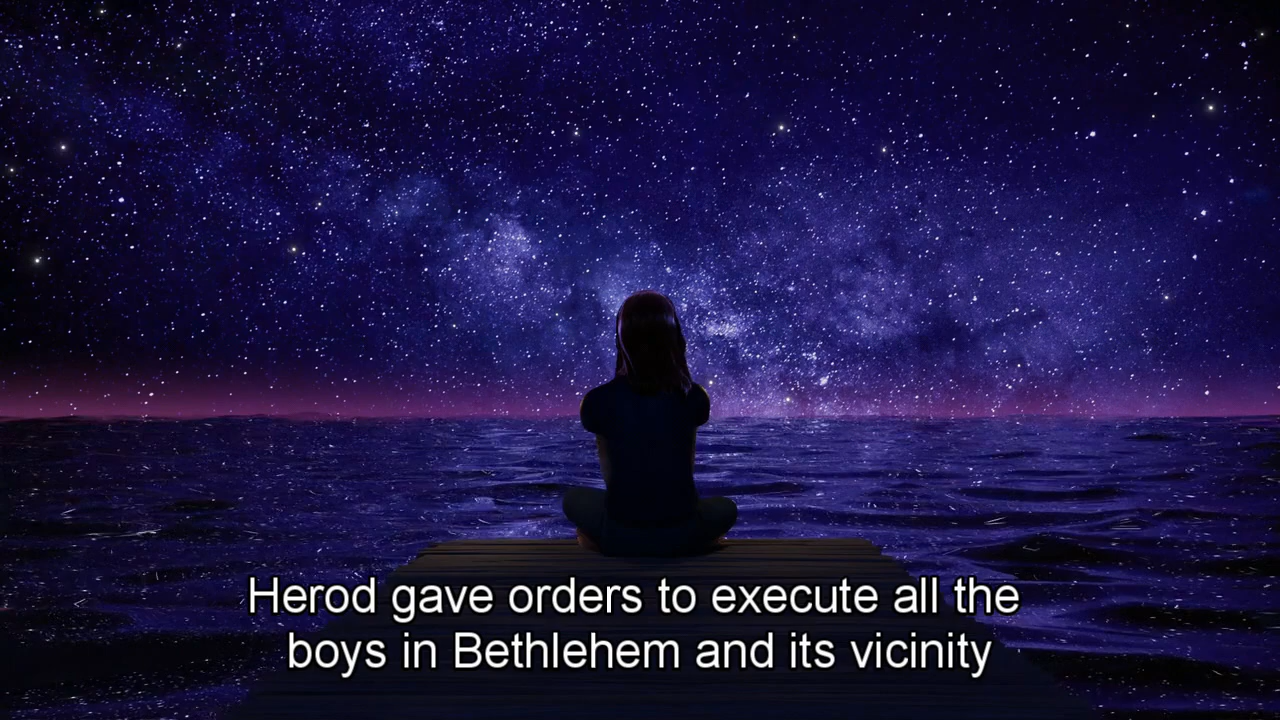 Herod gave orders to execute all the
boys in Bethlehem and its vicinity